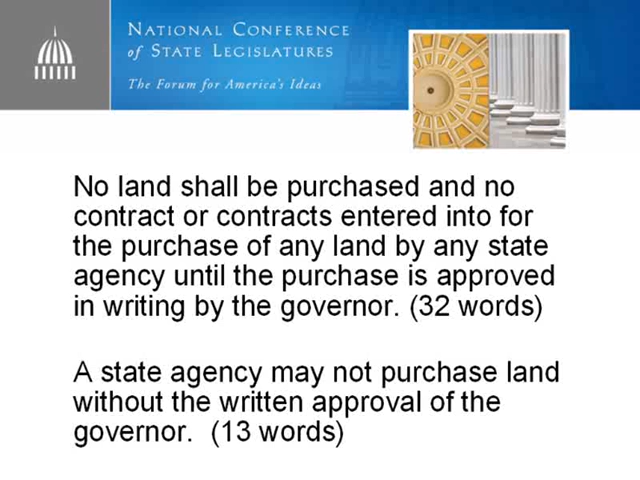 NATIONAL CONFERENCE
of STATE LEGISLATURES
The Forum for America's Ideas
No land shall be purchased and no
contract or contracts entered into for
the purchase of any land by any state
agency until the purchase is approved
in writing by the governor. (32 words)
A state agency may not purchase land
without the written approval of the
governor.  (13 words)